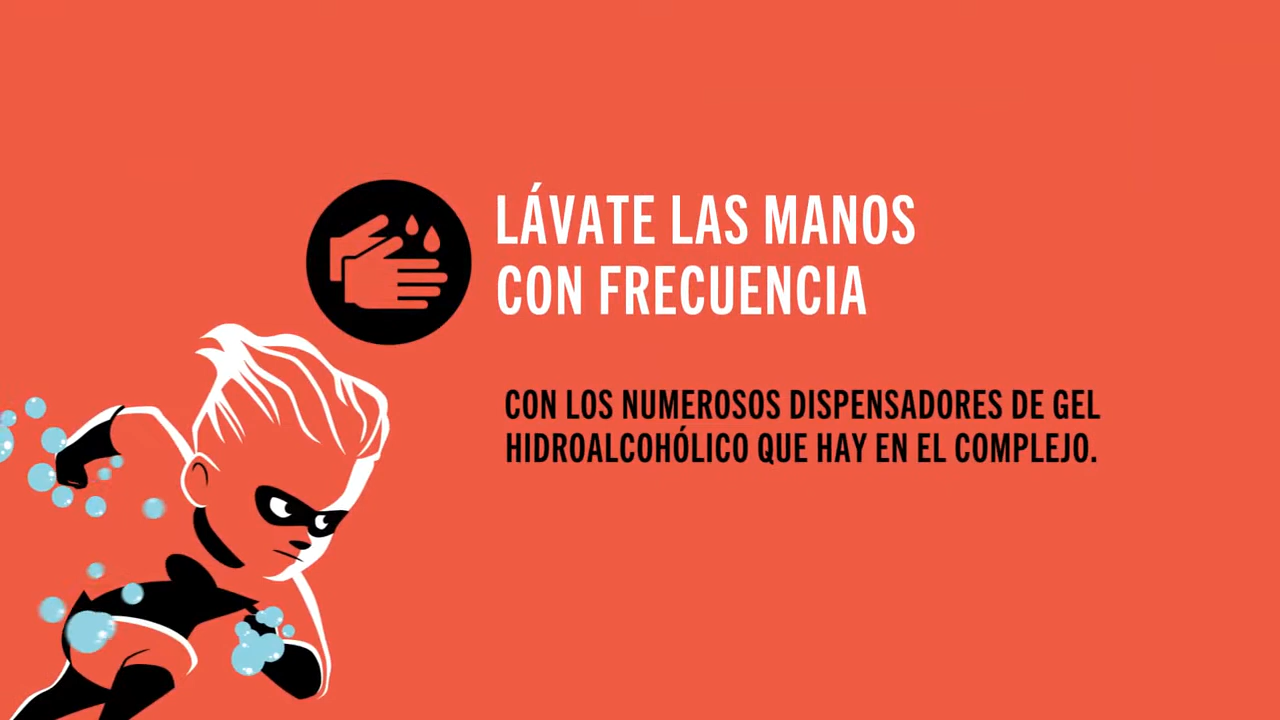 LÁVATE LAS MANOS
CON FRECUENCIA
CON LOS NUMEROSOS DISPENSADORES DE GEL
HIDROALCOHÓLICO QUE HAY EN EL COMPLEJO.